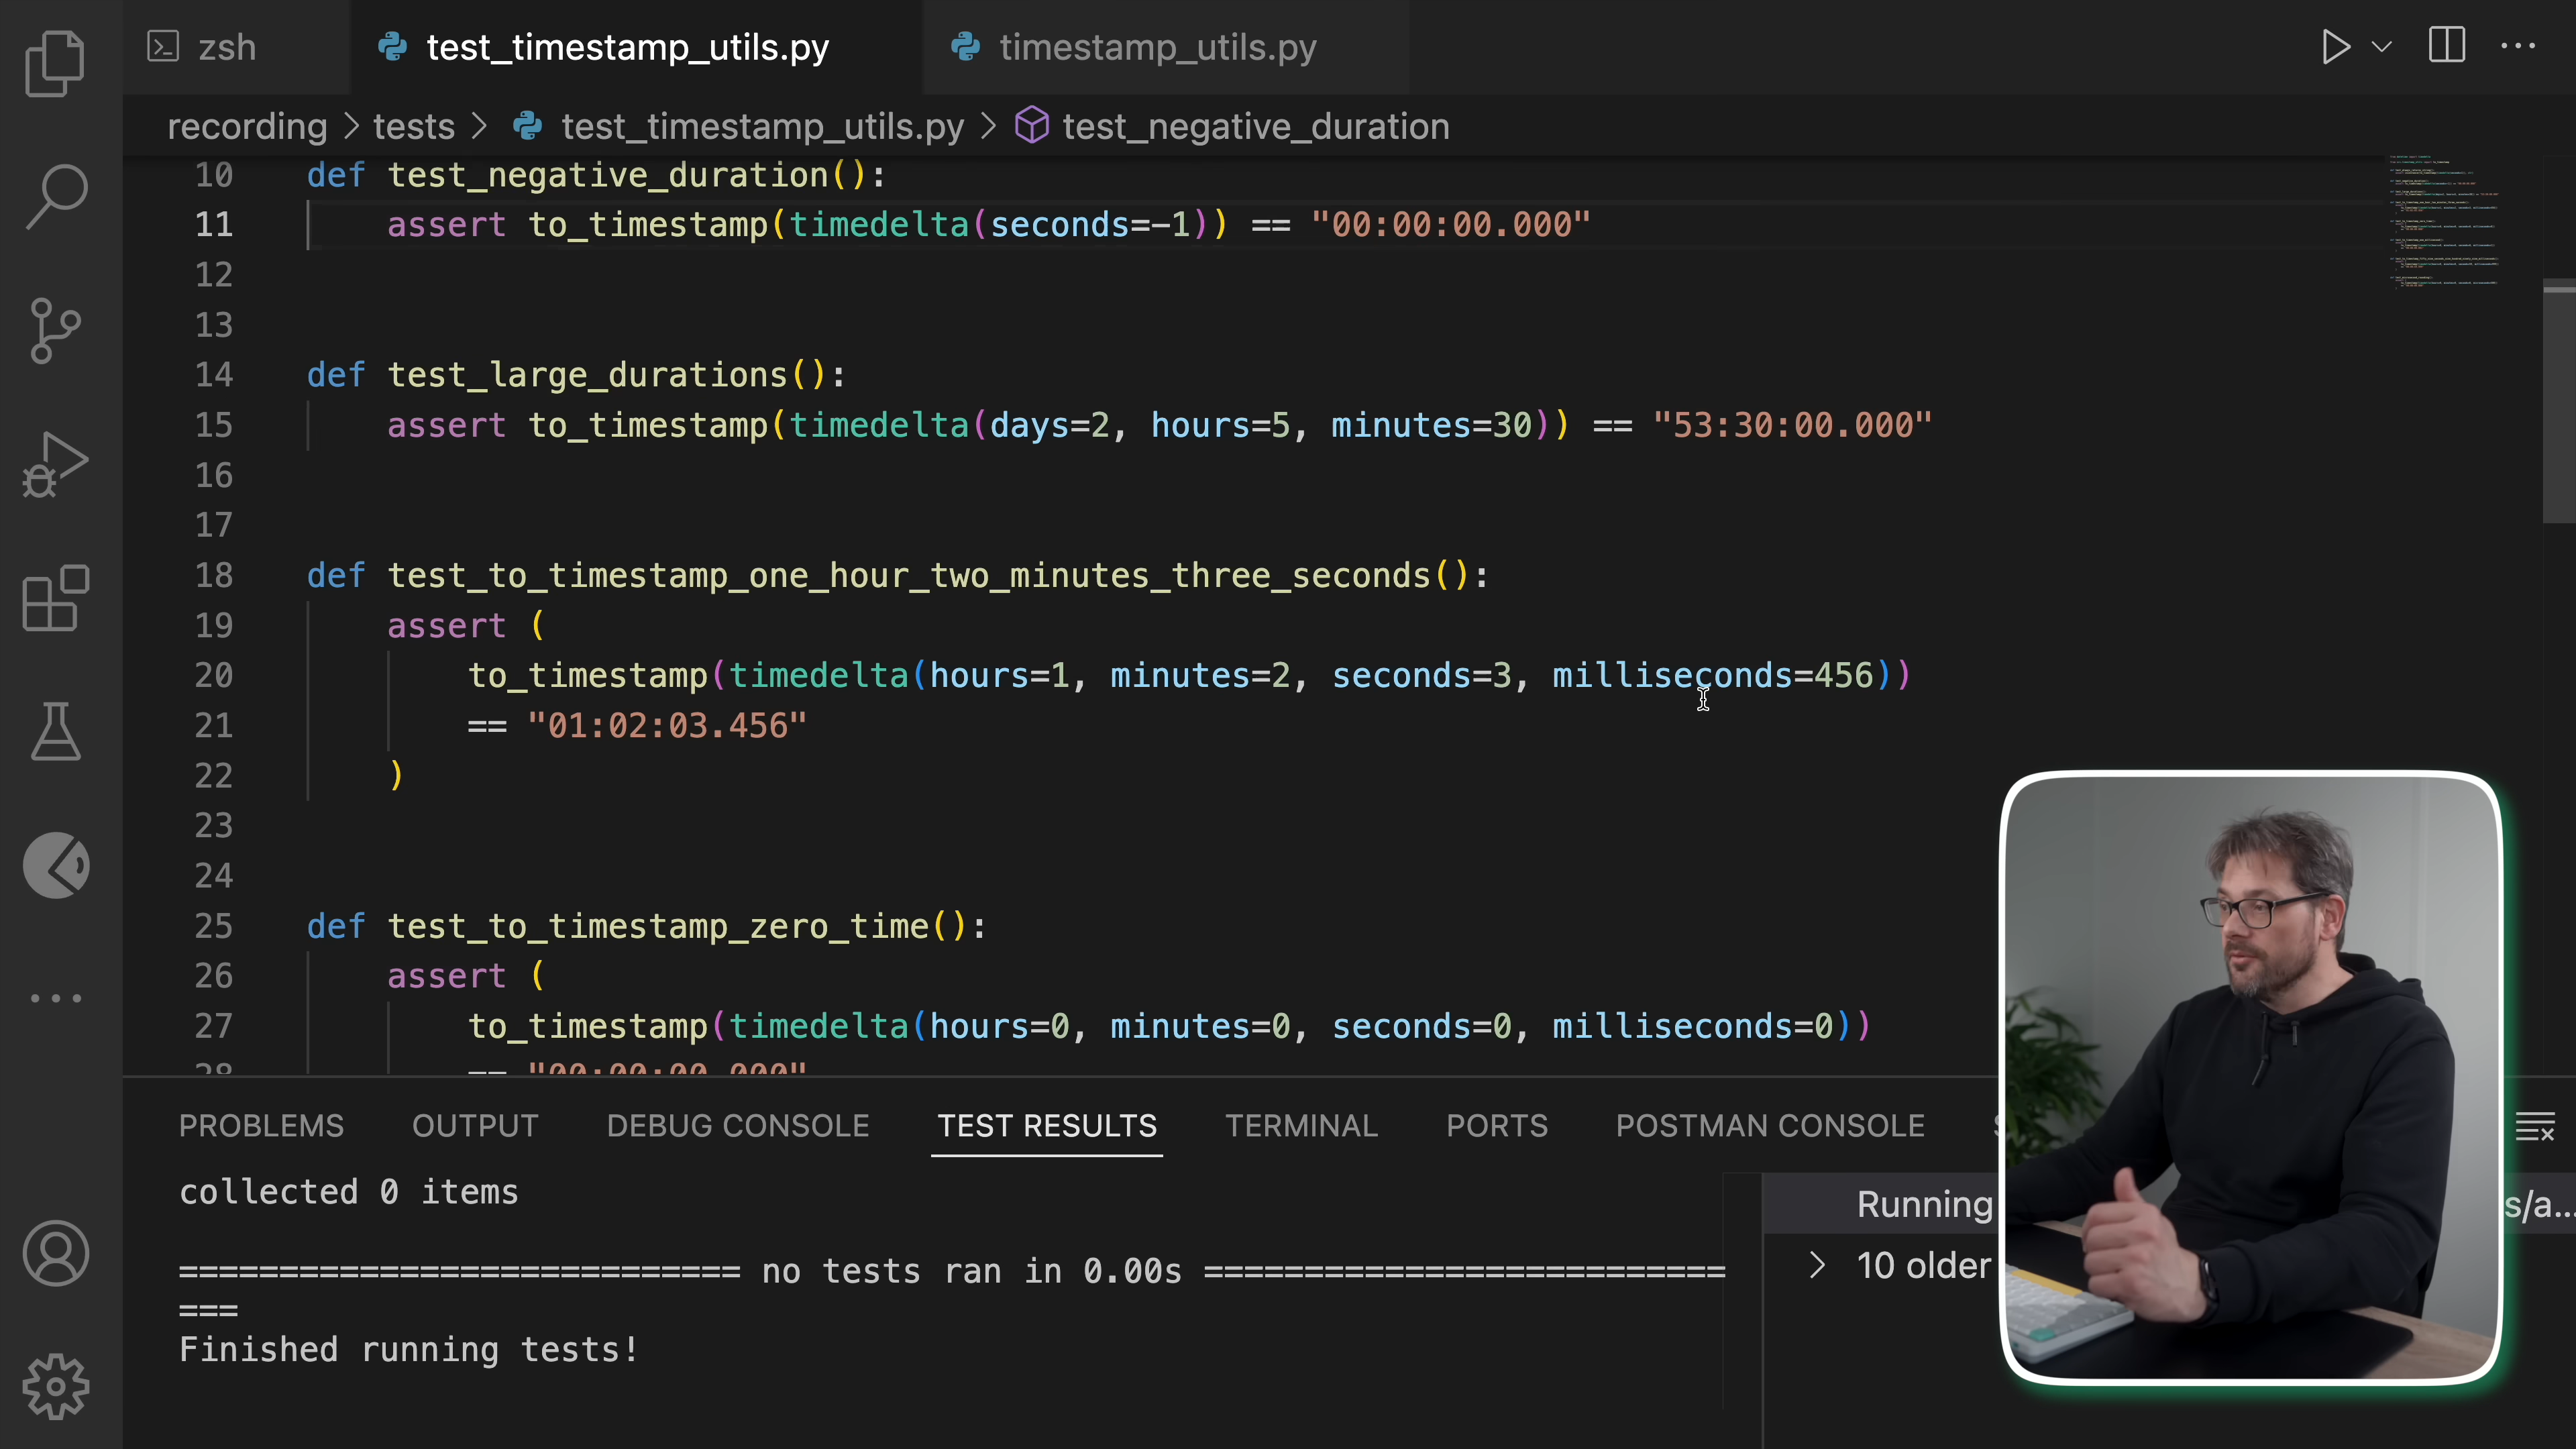 zsh
test_timestamp_utils.py
timestamp_utils.py
recording > tests > test_timestamp_utils.py > test_negative_duration
10 def test_negative_duration():
11 assert to_timestamp(timedelta(seconds=-1)) == "00:00:00.000"
12
13
14 def test_large_durations():
15 assert to_timestamp(timedelta(days=2, hours=5, minutes=30)) == "53:30:00.000"
16
17
18 def test_to_timestamp_one_hour_two_minutes_three_seconds():
19 assert (
20 to_timestamp(timedelta(hours=1, minutes=2, seconds=3, milliseconds=456))
21 == "01:02:03.456"
22 )
23
24
25 def test_to_timestamp_zero_time():
26 assert (
27 to_timestamp(timedelta(hours=0, minutes=0, seconds=0, milliseconds=0))
28 == "00:00:00.000"
PROBLEMS OUTPUT DEBUG CONSOLE TEST RESULTS TERMINAL PORTS POSTMAN CONSOLE
collected 0 items
============================ no tests ran in 0.00s ==========================
===
Finished running tests!
Running s/a...
10 older